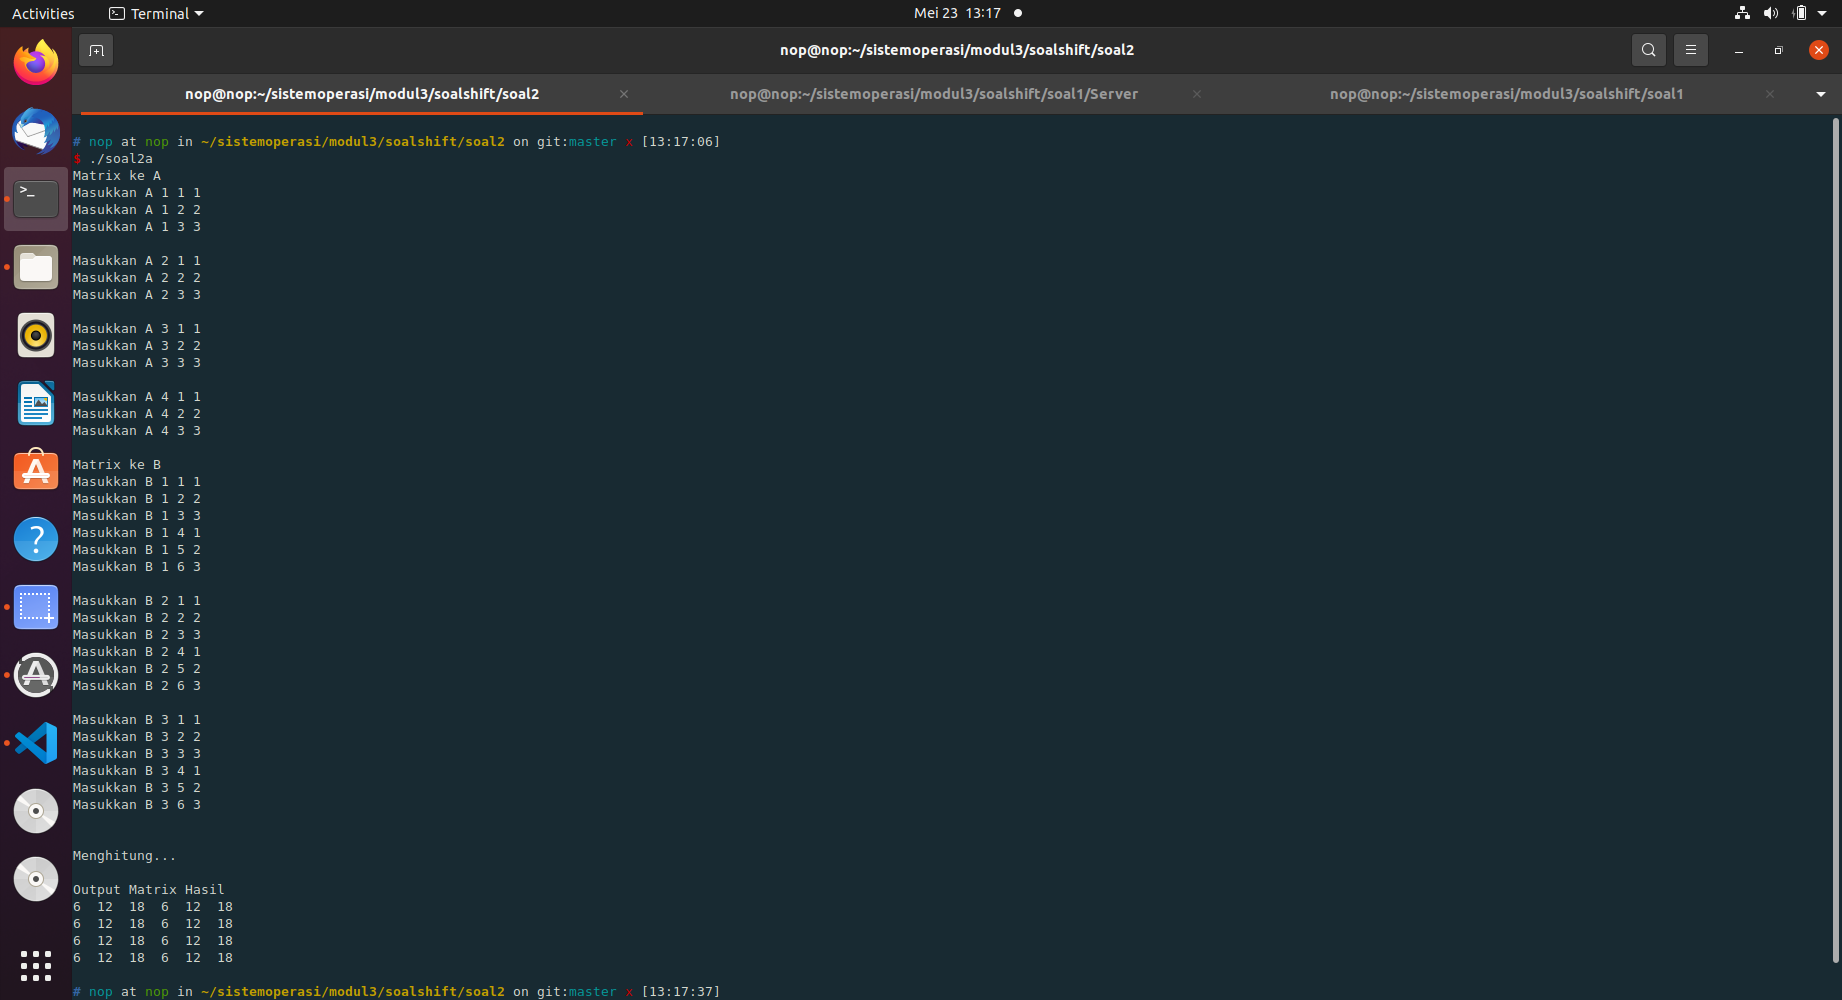 Activities
Terminal
Mei 23 13:17
nop@nop:~/sistemoperasi/modul3/soalshift/soal2
nop@nop:~/sistemoperasi/modul3/soalshift/soal2
nop@nop:~/sistemoperasi/modul3/soalshift/soal1/Server
nop@nop:~/sistemoperasi/modul3/soalshift/soal1
# nop at nop in ~/sistemoperasi/modul3/soalshift/soal2 on git:master x [13:17:06]
$ ./soal2a
Matrix ke A
Masukkan A 1 1 1
Masukkan A 1 2 2
Masukkan A 1 3 3
Masukkan A 2 1 1
Masukkan A 2 2 2
Masukkan A 2 3 3
Masukkan A 3 1 1
Masukkan A 3 2 2
Masukkan A 3 3 3
Masukkan A 4 1 1
Masukkan A 4 2 2
Masukkan A 4 3 3
Matrix ke B
Masukkan B 1 1 1
Masukkan B 1 2 2
Masukkan B 1 3 3
Masukkan B 1 4 1
Masukkan B 1 5 2
Masukkan B 1 6 3
Masukkan B 2 1 1
Masukkan B 2 2 2
Masukkan B 2 3 3
Masukkan B 2 4 1
Masukkan B 2 5 2
Masukkan B 2 6 3
Masukkan B 3 1 1
Masukkan B 3 2 2
Masukkan B 3 3 3
Masukkan B 3 4 1
Masukkan B 3 5 2
Masukkan B 3 6 3
Menghitung...
Output Matrix Hasil
6 12 18 6 12 18
6 12 18 6 12 18
6 12 18 6 12 18
6 12 18 6 12 18
# nop at nop in ~/sistemoperasi/modul3/soalshift/soal2 on git:master x [13:17:37]